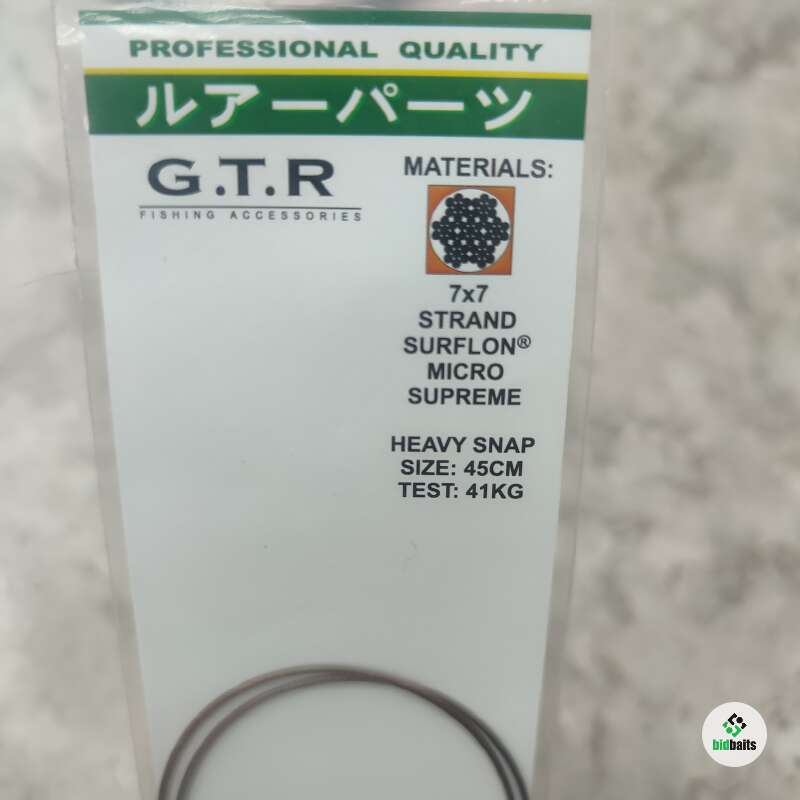 PROFESSIONAL QUALITY
ルアーパーツ
G.T.R
FISHING ACCESSORIES
MATERIALS:
7x7
STRAND
SURFLON®
MICRO
SUPREME
HEAVY SNAP
SIZE: 45CM
TEST: 41KG
bidbaits